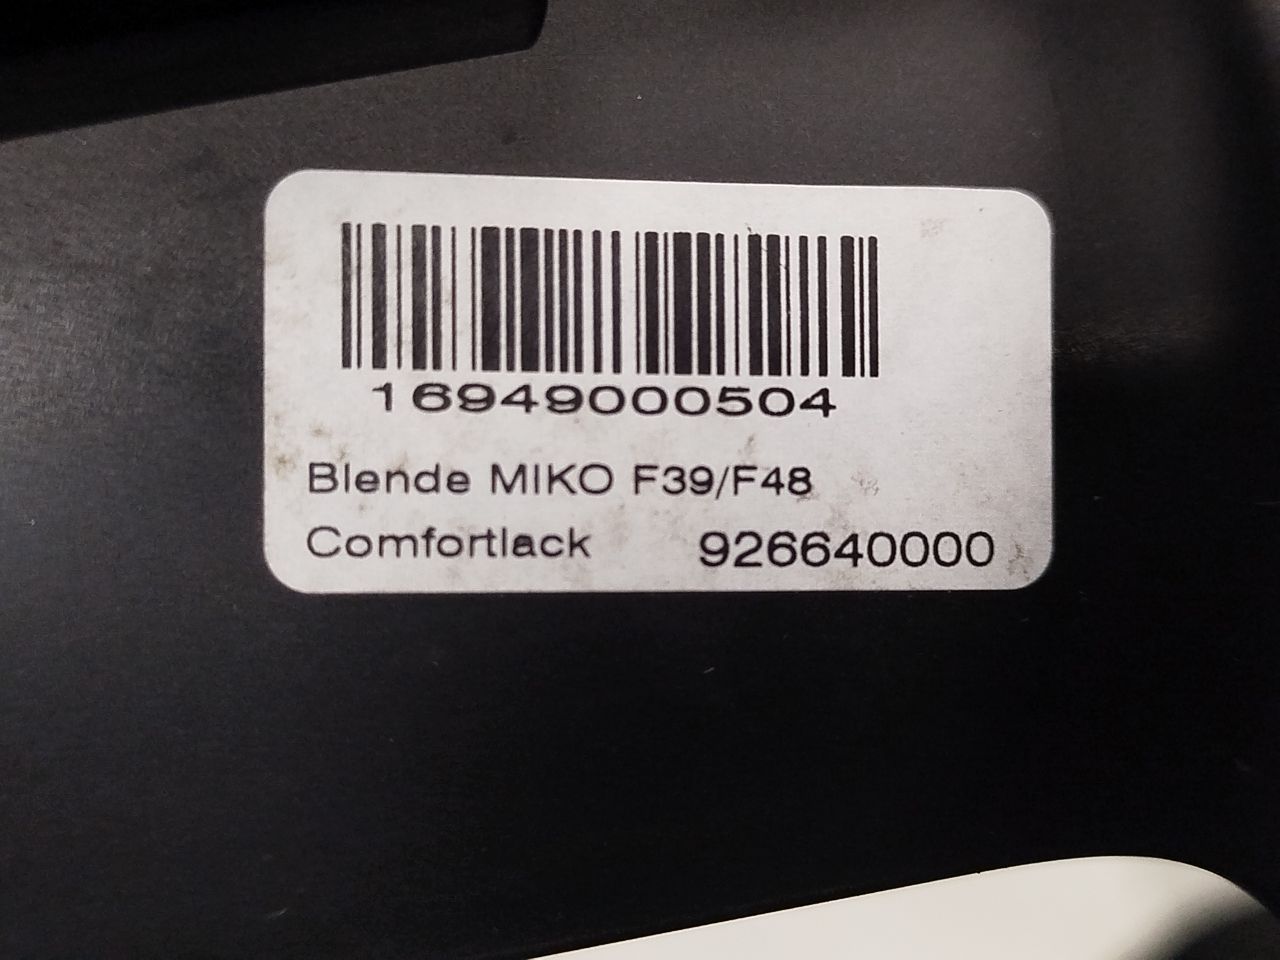 16949000504
Blende MIKO F39/F48
Comfortlack 926640000